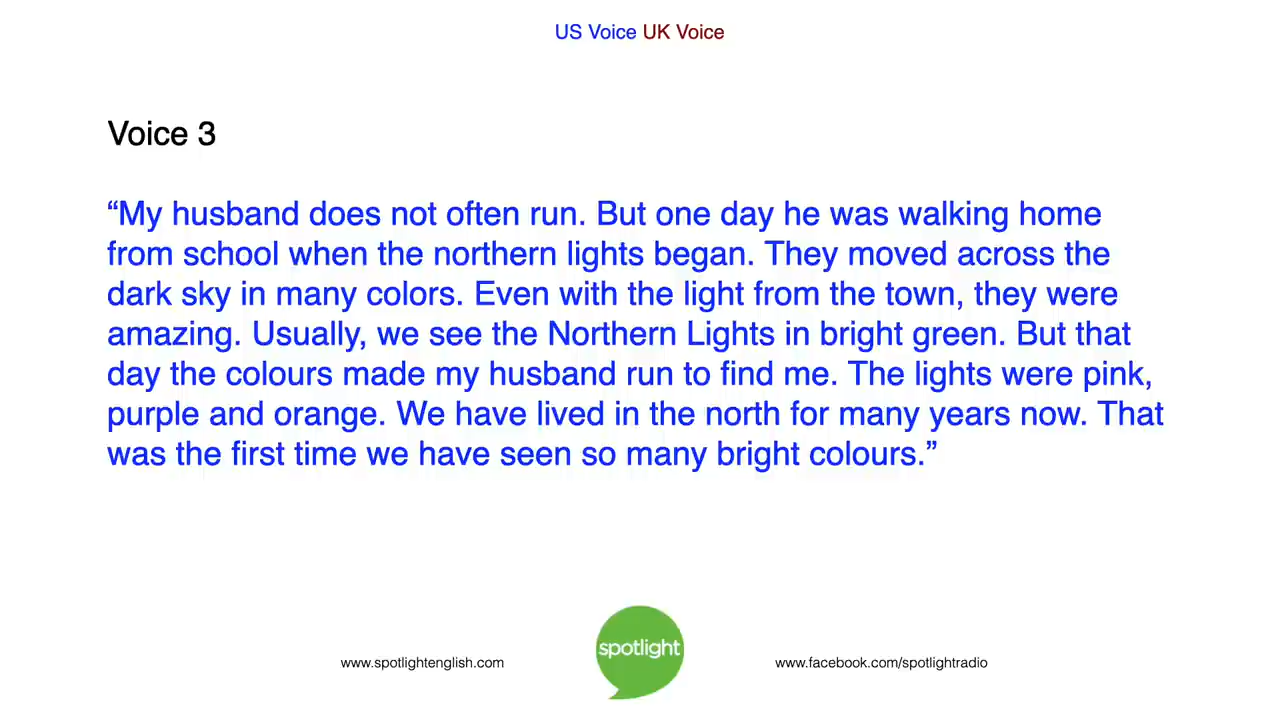 US Voice UK Voice
Voice 3
“My husband does not often run. But one day he was walking home
from school when the northern lights began. They moved across the
dark sky in many colors. Even with the light from the town, they were
amazing. Usually, we see the Northern Lights in bright green. But that
day the colours made my husband run to find me. The lights were pink,
purple and orange. We have lived in the north for many years now. That
was the first time we have seen so many bright colours.”
spotlight
www.spotlightenglish.com
www.facebook.com/spotlightradio